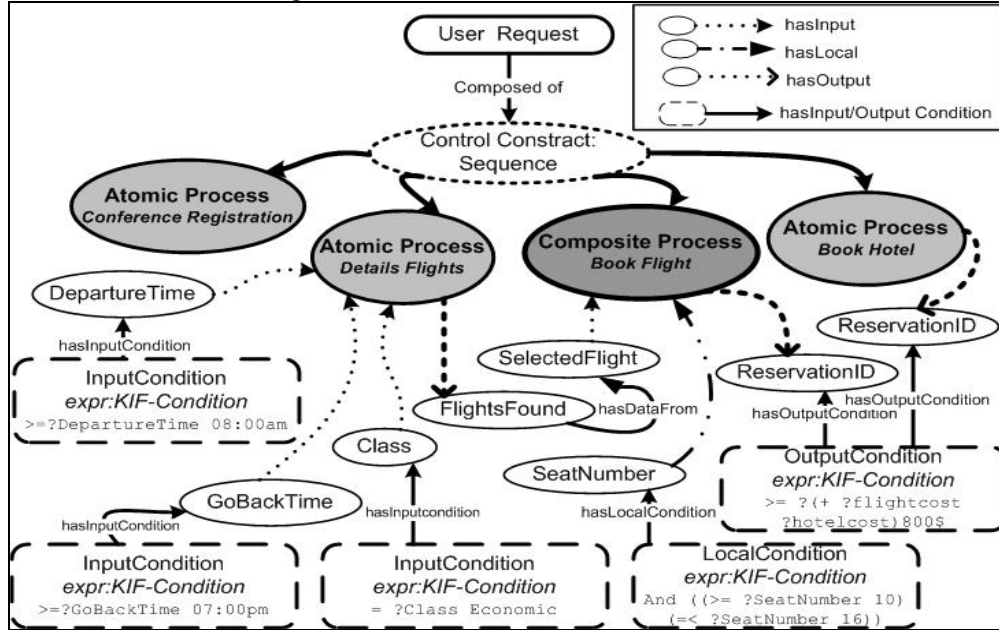 User Request
hasInput
hasLocal
hasOutput
hasInput/Output Condition
Composed of
Control Construct:
Sequence
Atomic Process
Conference Registration
Atomic Process
Details Flights
Composite Process
Book Flight
Atomic Process
Book Hotel
DepartureTime
hasInputCondition
InputCondition
expr:KIF-Condition
>=?DepartureTime 08:00am
SelectedFlight
FlightsFound
hasDataFrom
ReservationID
ReservationID
hasOutputCondition
hasOutputCondition
Class
SeatNumber
GoBackTime
hasInputCondition
hasInputcondition
hasLocalCondition
OutputCondition
expr:KIF-Condition
>= ?(+ ?flightcost
?hotelcost)800$
InputCondition
expr:KIF-Condition
>=?GoBackTime 07:00pm
InputCondition
expr:KIF-Condition
= ?Class Economic
LocalCondition
expr:KIF-Condition
And ((>= ?SeatNumber 10)
(=< ?SeatNumber 16))